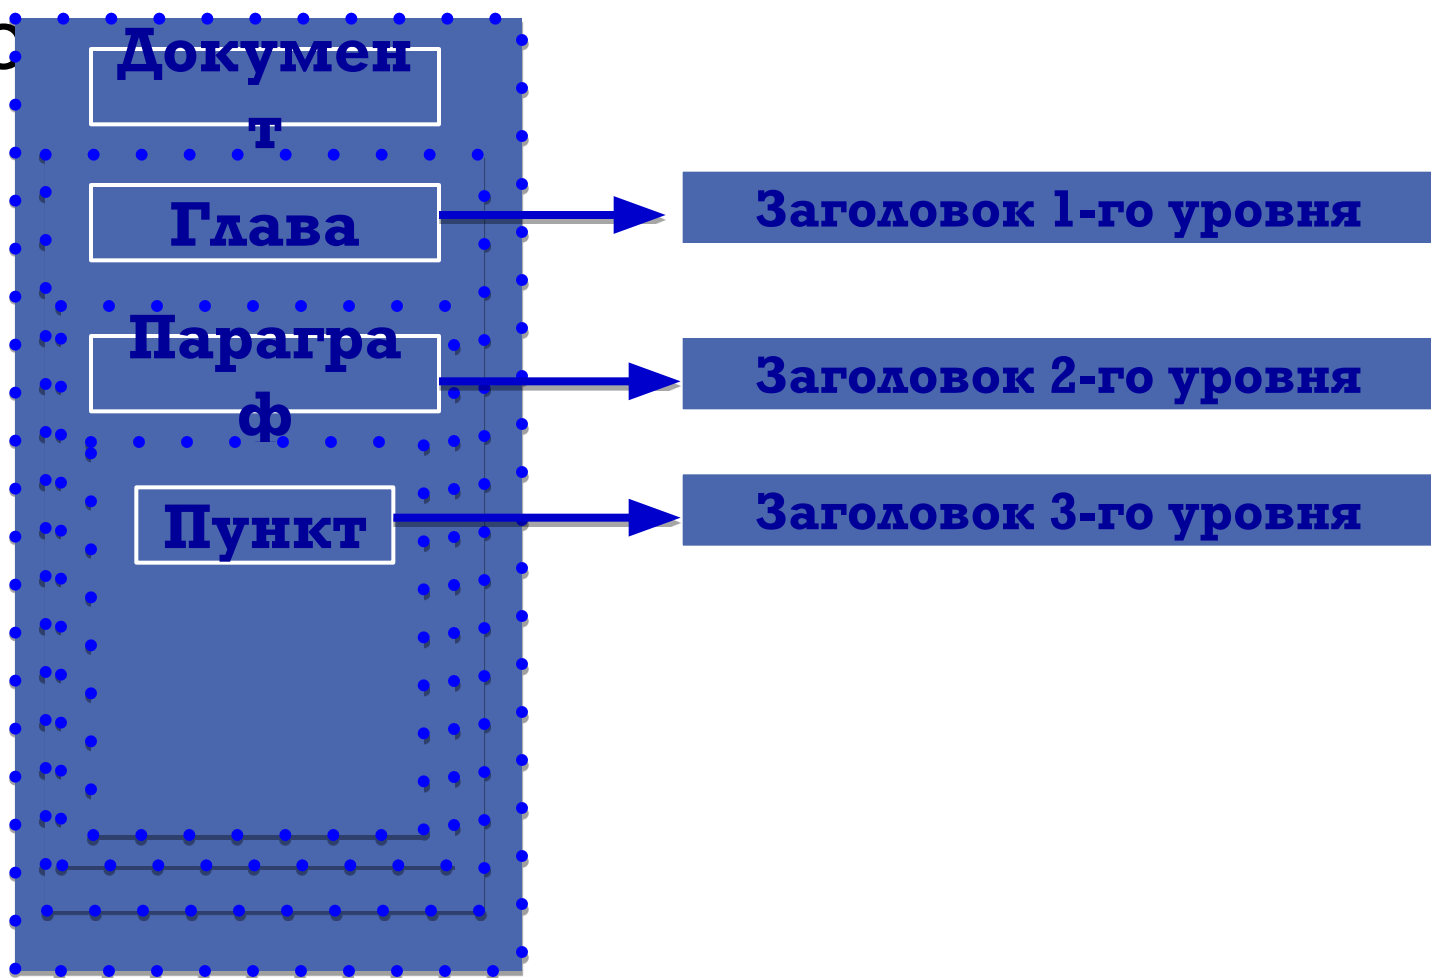 Докумен
т
Глава
Заголовок 1-го уровня
Парагра
ф
Заголовок 2-го уровня
Пункт
Заголовок 3-го уровня